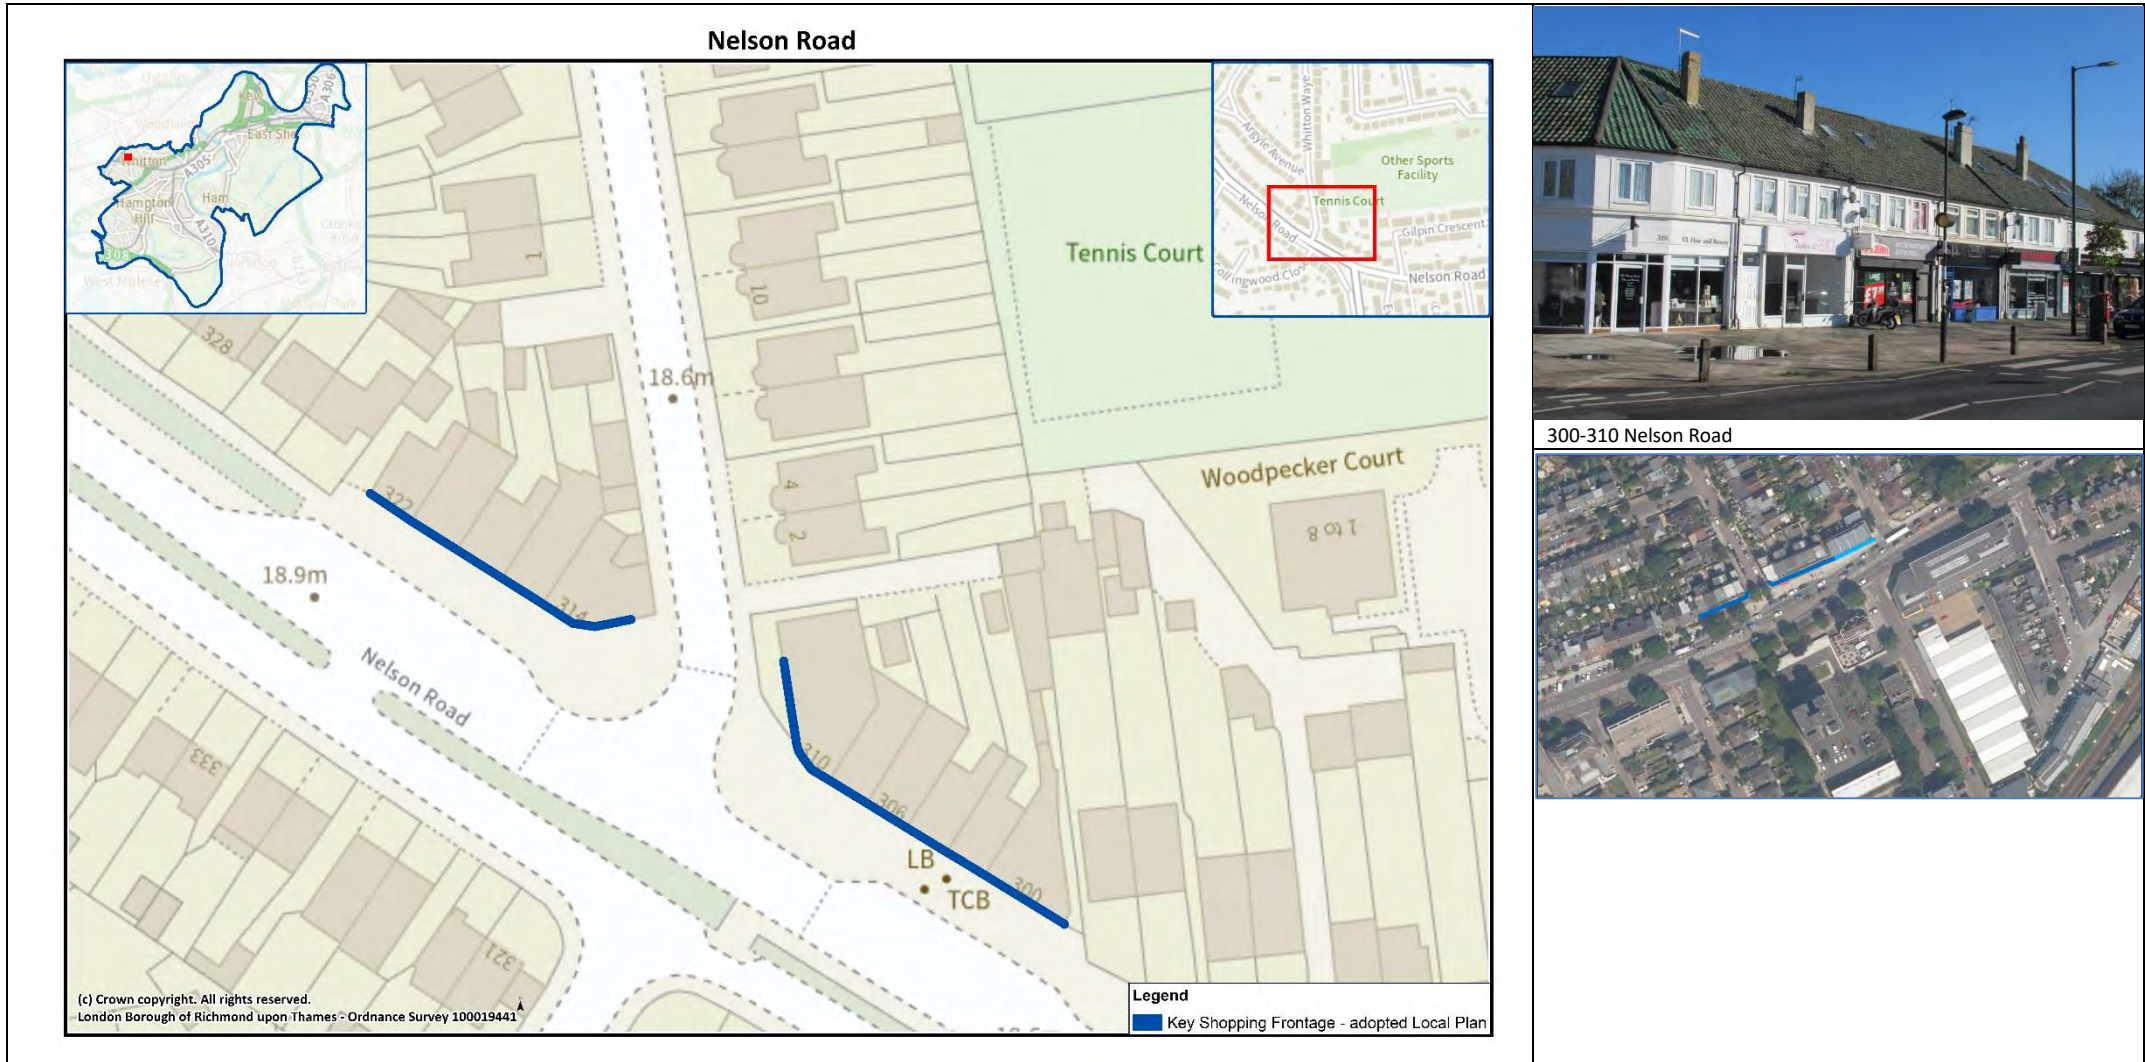 Nelson Road
Kew
East Sheen
Whitton
A305
A306
Ham
Hampton
Hill
A310
308
West Molese
Whitton Waye
Argyle Avenue
Other Sports
Facility
Tennis Court
Nelson Road
Gilpin Crescent
Collingwood Close
Nelson Road
1
10
Tennis Court
328
18.6m
4
2
Woodpecker Court
1 to 8
322
18.9m
314
Nelson Road
333
310
306
LB
TCB
300
321
(c) Crown copyright. All rights reserved.
London Borough of Richmond upon Thames - Ordnance Survey 100019441
Legend
Key Shopping Frontage - adopted Local Plan
300-310 Nelson Road